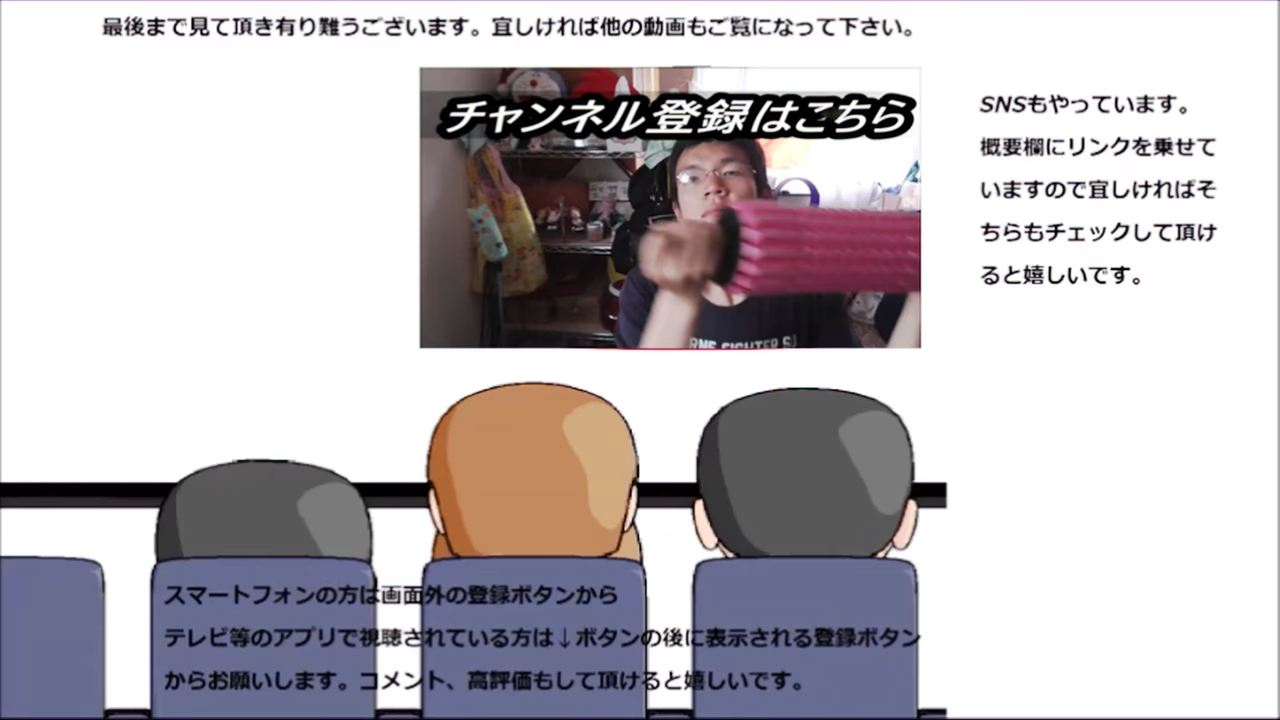 最後まで見て頂き有り難うございます。宜しければ他の動画もご覧になって下さい。
チャンネル登録はこちら
SNSもやっています。
概要欄にリンクを乗せて
いますので宜しければそ
ちらもチェックして頂け
ると嬉しいです。
スマートフォンの方は画面外の登録ボタンから
テレビ等のアプリで視聴されている方は↓ボタンの後に表示される登録ボタン
からお願いします。コメント、高評価もして頂けると嬉しいです。